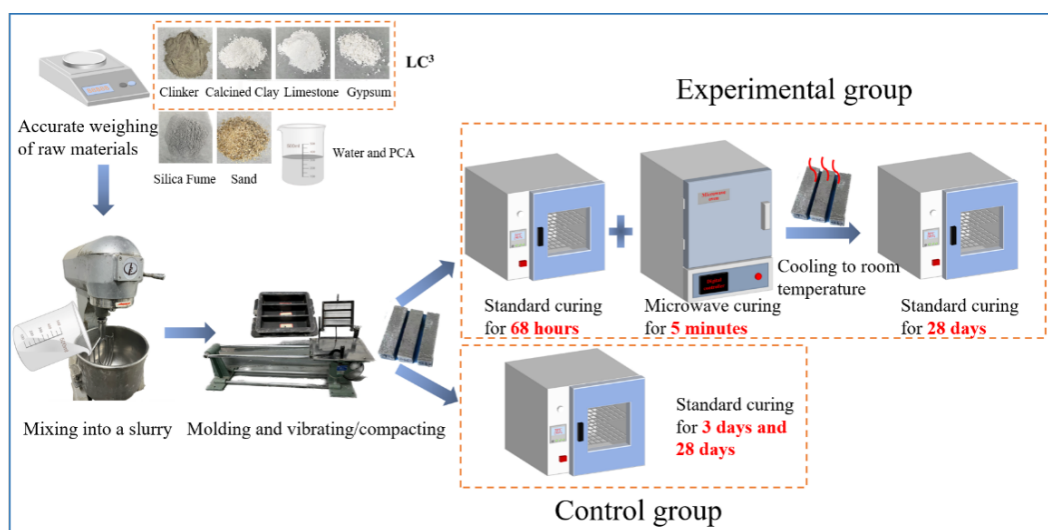 Clinker
Calcined Clay
Limestone
Gypsum
LC³
Accurate weighing
of raw materials
Silica Fume
Sand
Water and PCA
Mixing into a slurry
Molding and vibrating/compacting
Experimental group
Standard curing
for 68 hours
Microwave curing
for 5 minutes
Cooling to room
temperature
Standard curing
for 28 days
Standard curing
for 3 days and
28 days
Control group